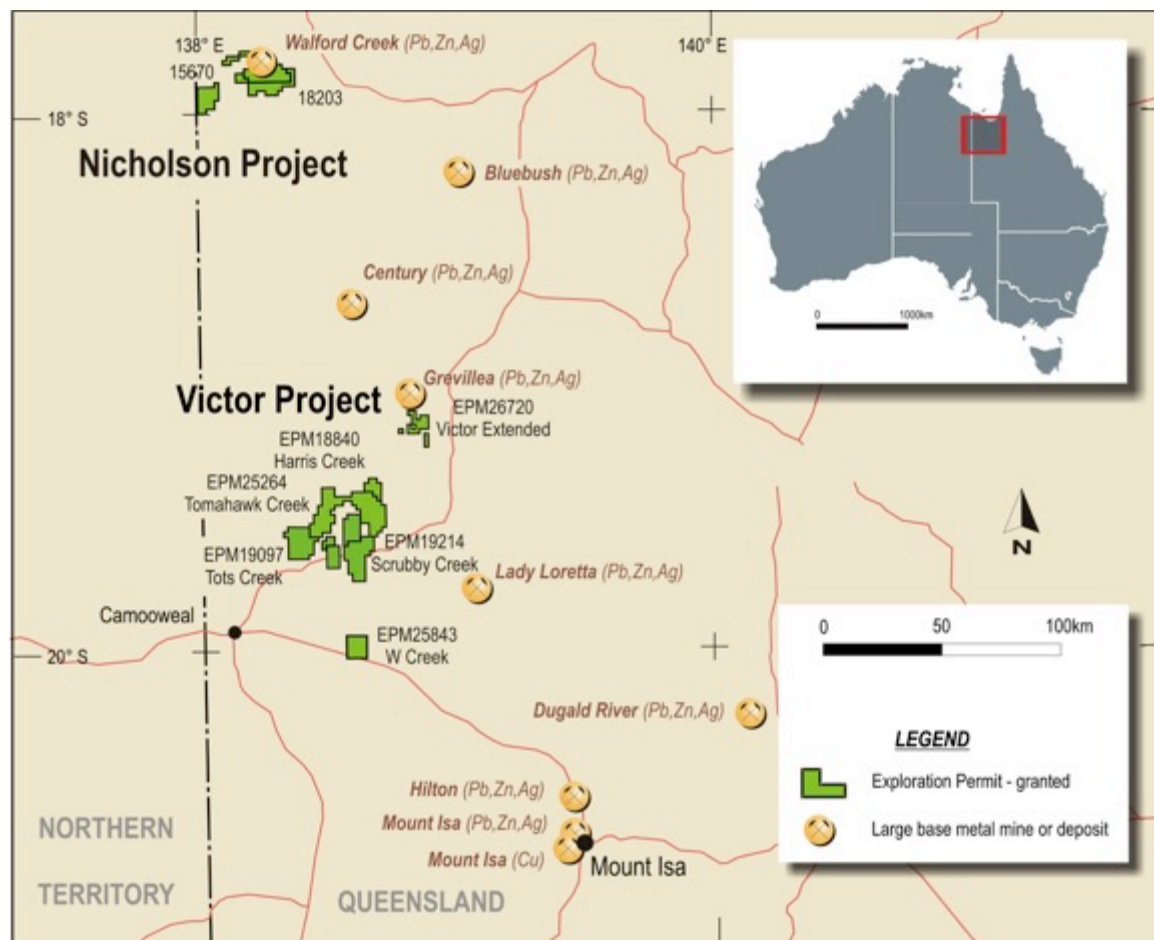 138° E
140° E
Walford Creek (Pb,Zn,Ag)
15670
18203
18° S
Nicholson Project
Bluebush (Pb,Zn,Ag)
Century (Pb,Zn,Ag)
0 1000km
Grevillea (Pb,Zn,Ag)
Victor Project
EPM26720
Victor Extended
EPM18840
Harris Creek
EPM25264
Tomahawk Creek
EPM19097
Tots Creek
EPM19214
Scrubby Creek
Lady Loretta (Pb,Zn,Ag)
N
Camooweal
EPM25843
W Creek
20° S
Dugald River (Pb,Zn,Ag)
Hilton (Pb,Zn,Ag)
Mount Isa (Pb,Zn,Ag)
Mount Isa (Cu)
Mount Isa
NORTHERN
TERRITORY
QUEENSLAND
0 50 100km
LEGEND
Exploration Permit - granted
Large base metal mine or deposit